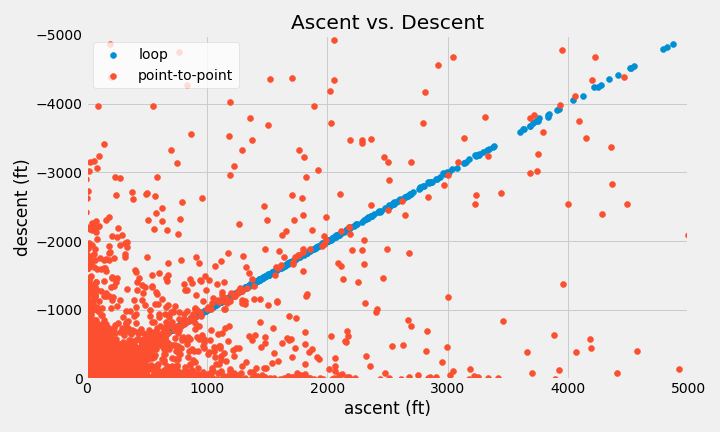 Ascent vs. Descent
loop
point-to-point
descent (ft)
−5000
−4000
−3000
−2000
−1000
0
0 1000 2000 3000 4000 5000
ascent (ft)